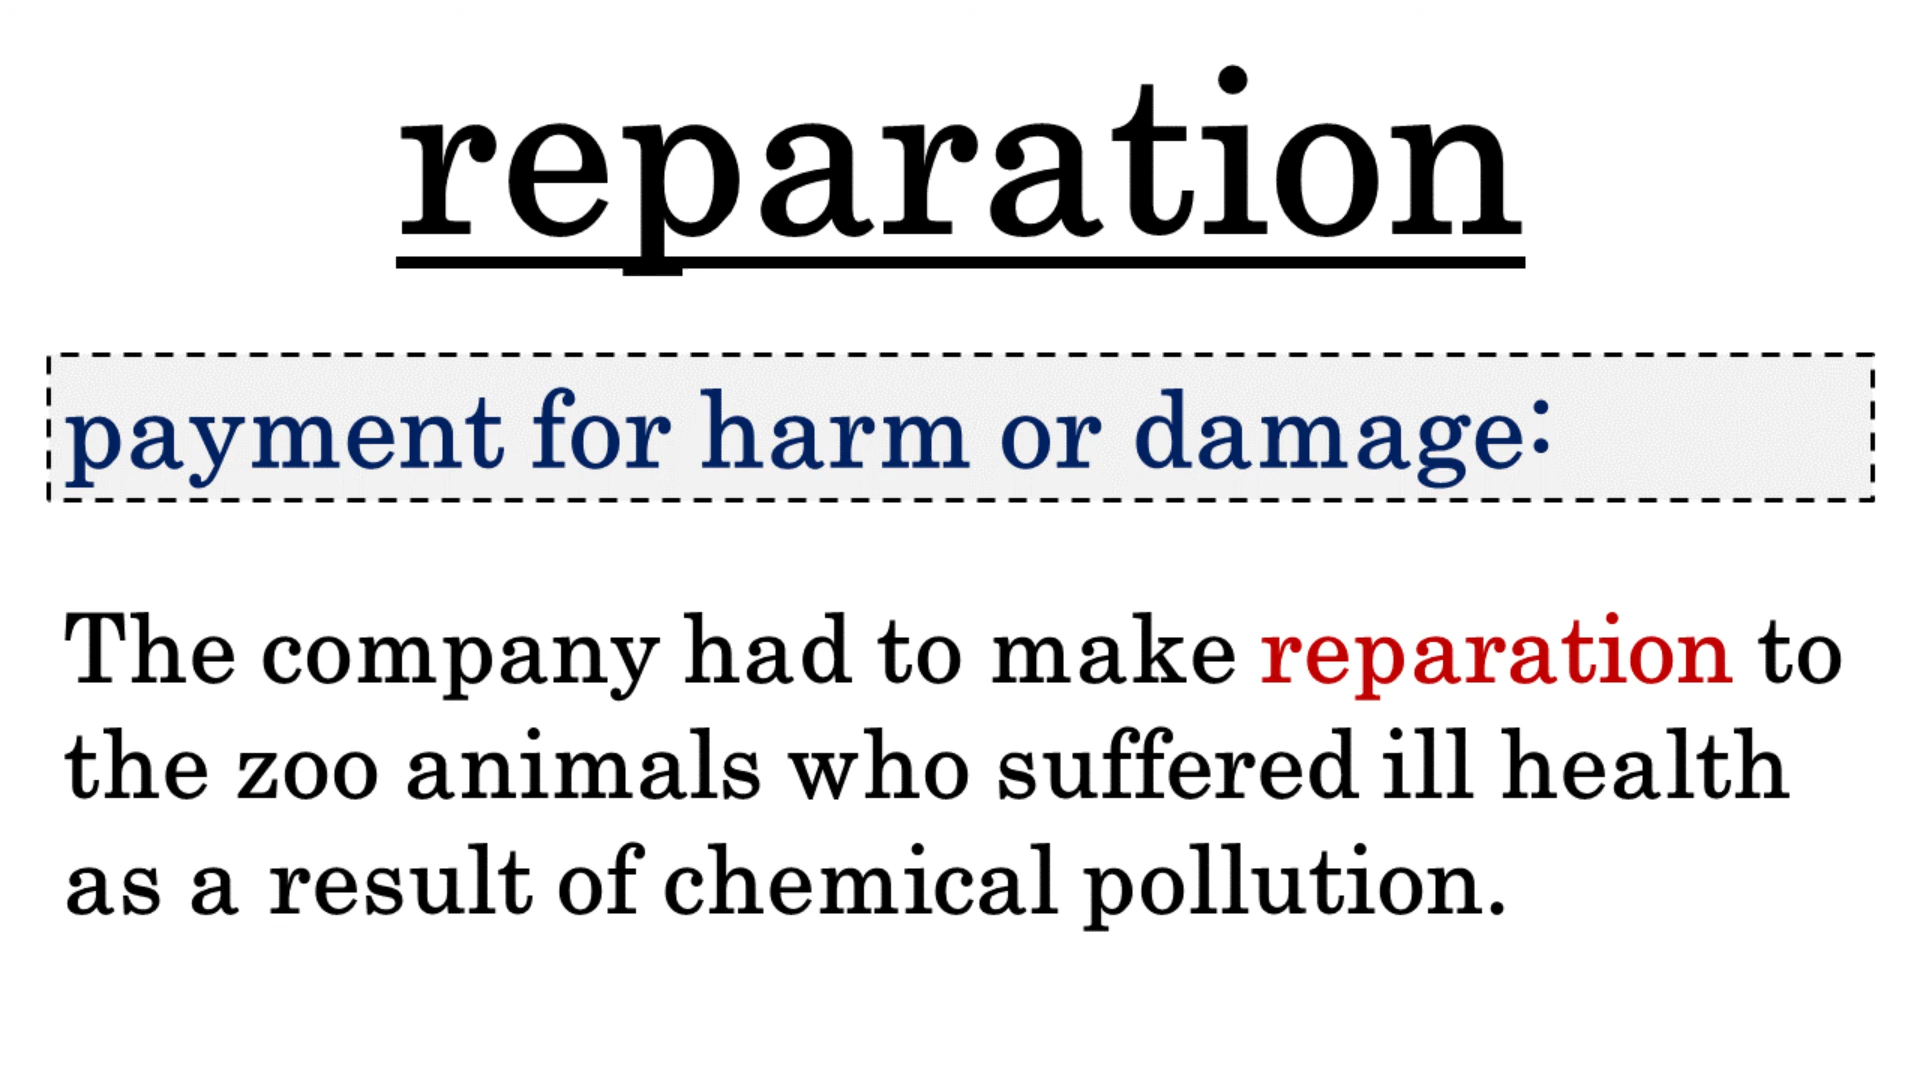 reparation
payment for harm or damage:
The company had to make reparation to
the zoo animals who suffered ill health
as a result of chemical pollution.